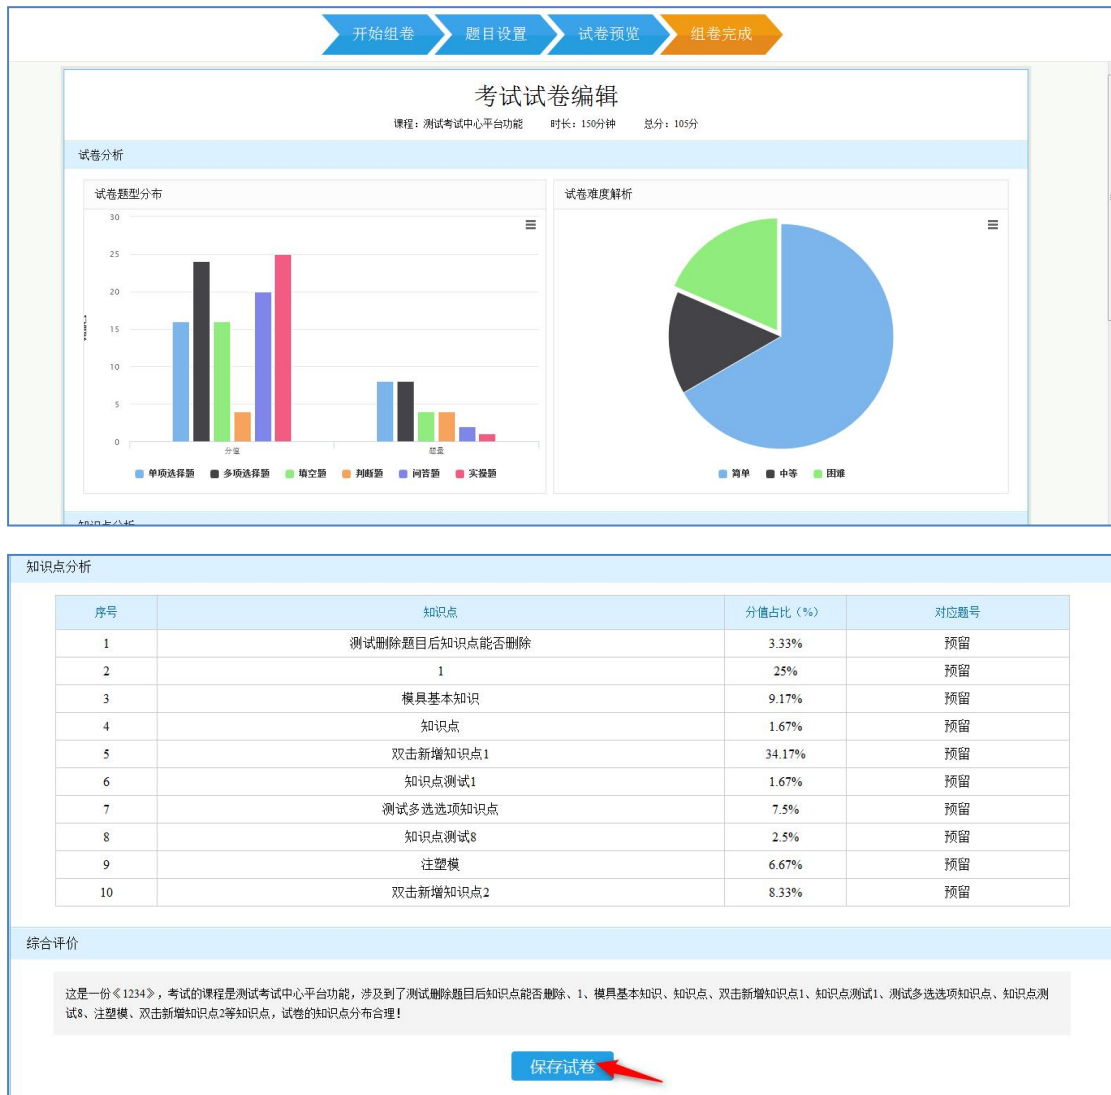 开始组卷 题目设置 试卷预览 组卷完成
考试试卷编辑
课程：测试考试中心平台功能 时长：150分钟 总分：105分
试卷分析
试卷题型分布 试卷难度解析
30
25
20
15
10
5
0
分值 题量
单项选择题 多项选择题 填空题 判断题 问答题 实操题
简单 中等 困难
知识点分析
知识点分析
序号 知识点 分值占比（%） 对应题号
1 测试删除题目后知识点能否删除 3.33% 预留
2 1 25% 预留
3 模具基本知识 9.17% 预留
4 知识点 1.67% 预留
5 双击新增知识点1 34.17% 预留
6 知识点测试1 1.67% 预留
7 测试多选选项知识点 7.5% 预留
8 知识点测试8 2.5% 预留
9 注塑模 6.67% 预留
10 双击新增知识点2 8.33% 预留
综合评价
这是一份《1234》，考试的课程是测试考试中心平台功能，涉及到了测试删除题目后知识点能否删除、1、模具基本知识、知识点、双击新增知识点1、知识点测试1、测试多选选项知识点、知识点测
试8、注塑模、双击新增知识点2等知识点，试卷的知识点分布合理！
保存试卷